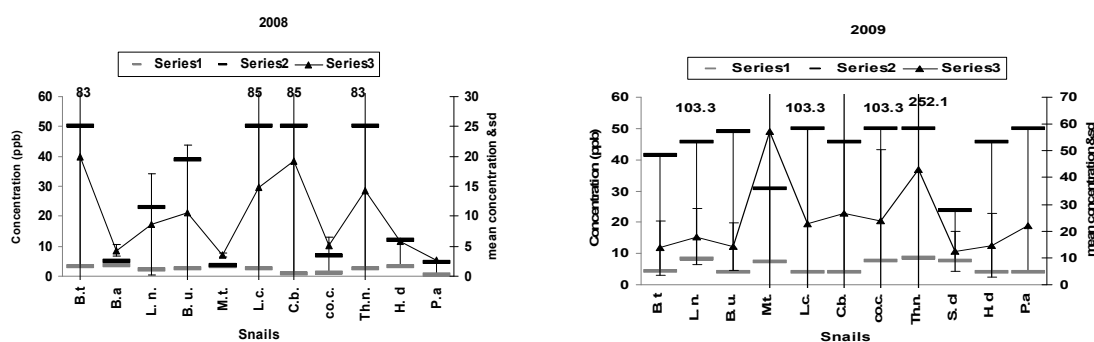 2008
Series1 Series2 Series3
83 85 85 83
60
50
40
30
20
10
0
Concentration (ppb)
30
25
20
15
10
5
0
mean concentration &sd
B.t B.a L.n. B. u. M.t. L.c. C.b. co.c. Th.n. H. d P.a
Snails
2009
Series1 Series2 Series3
103.3 103.3 103.3 252.1
60
50
40
30
20
10
0
Concentration (ppb)
70
60
50
40
30
20
10
0
mean concentration &sd
B.t L.n. B.u. M.t. L.c. C.b. co.c. Th.n. S. d H.d P.a
Snails